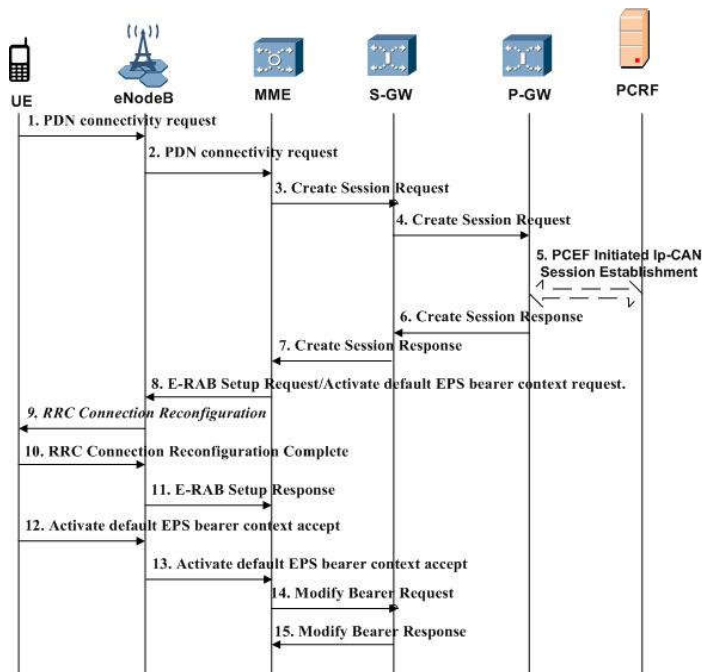 UE
eNodeB
MME
S-GW
P-GW
PCRF
1. PDN connectivity request
2. PDN connectivity request
3. Create Session Request
4. Create Session Request
5. PCEF Initiated Ip-CAN
Session Establishment
6. Create Session Response
7. Create Session Response
8. E-RAB Setup Request/Activate default EPS bearer context request.
9. RRC Connection Reconfiguration
10. RRC Connection Reconfiguration Complete
11. E-RAB Setup Response
12. Activate default EPS bearer context accept
13. Activate default EPS bearer context accept
14. Modify Bearer Request
15. Modify Bearer Response